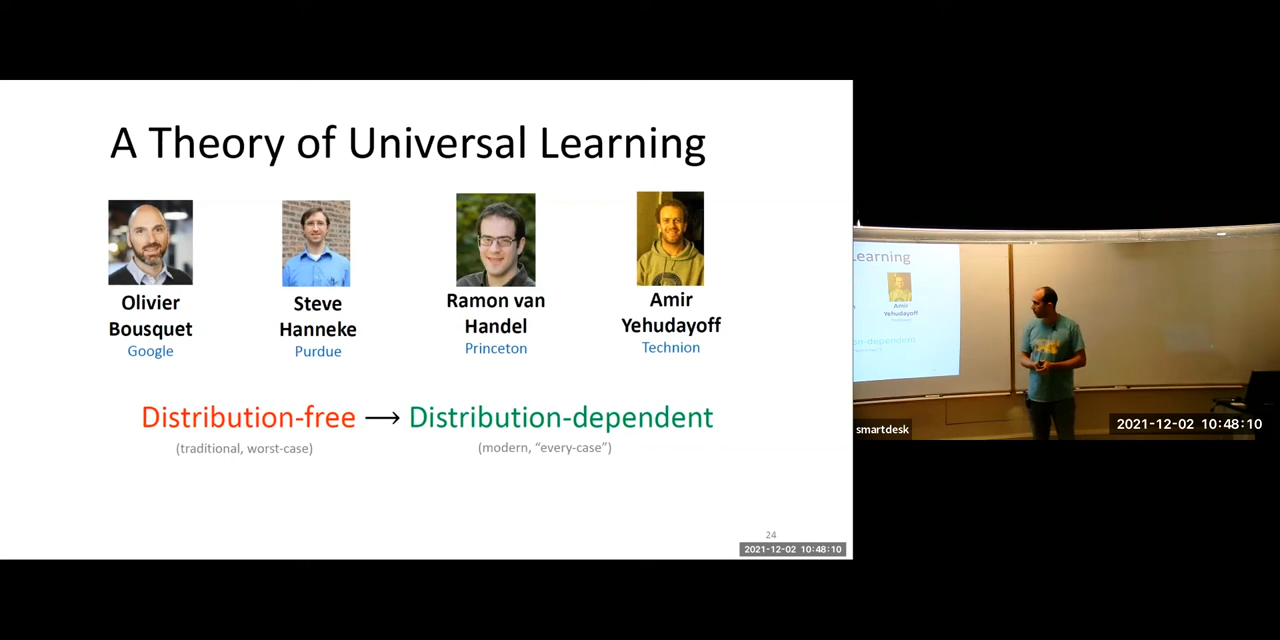 A Theory of Universal Learning
Olivier
Bousquet
Google
Steve
Hanneke
Purdue
Ramon van
Handel
Princeton
Amir
Yehudayoff
Technion
Distribution-free → Distribution-dependent
(traditional, worst-case)
(modern, “every-case”)
24
2021-12-02 10:48:10
Learning
Amir
Yehudayoff
on-dependent
smartdesk
2021-12-02 10:48:10